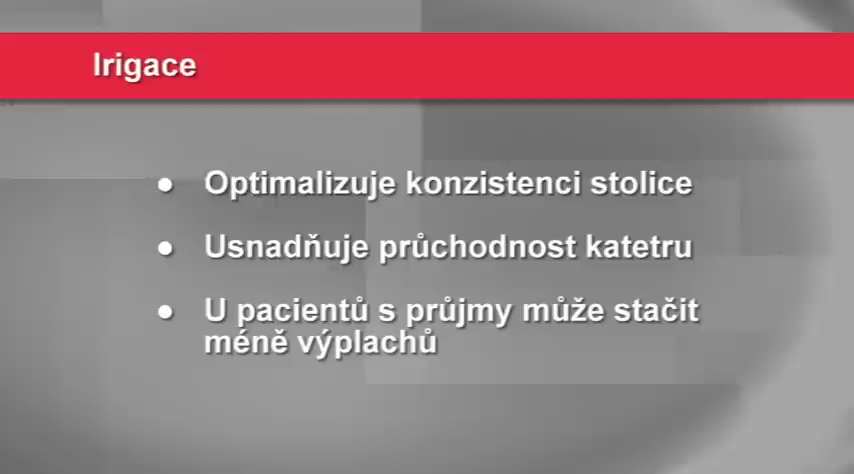 Irigace
● Optimalizuje konzistenci stolice
● Usnadňuje průchodnost katetru
● U pacientů s průjmy může stačit
méně výplachů